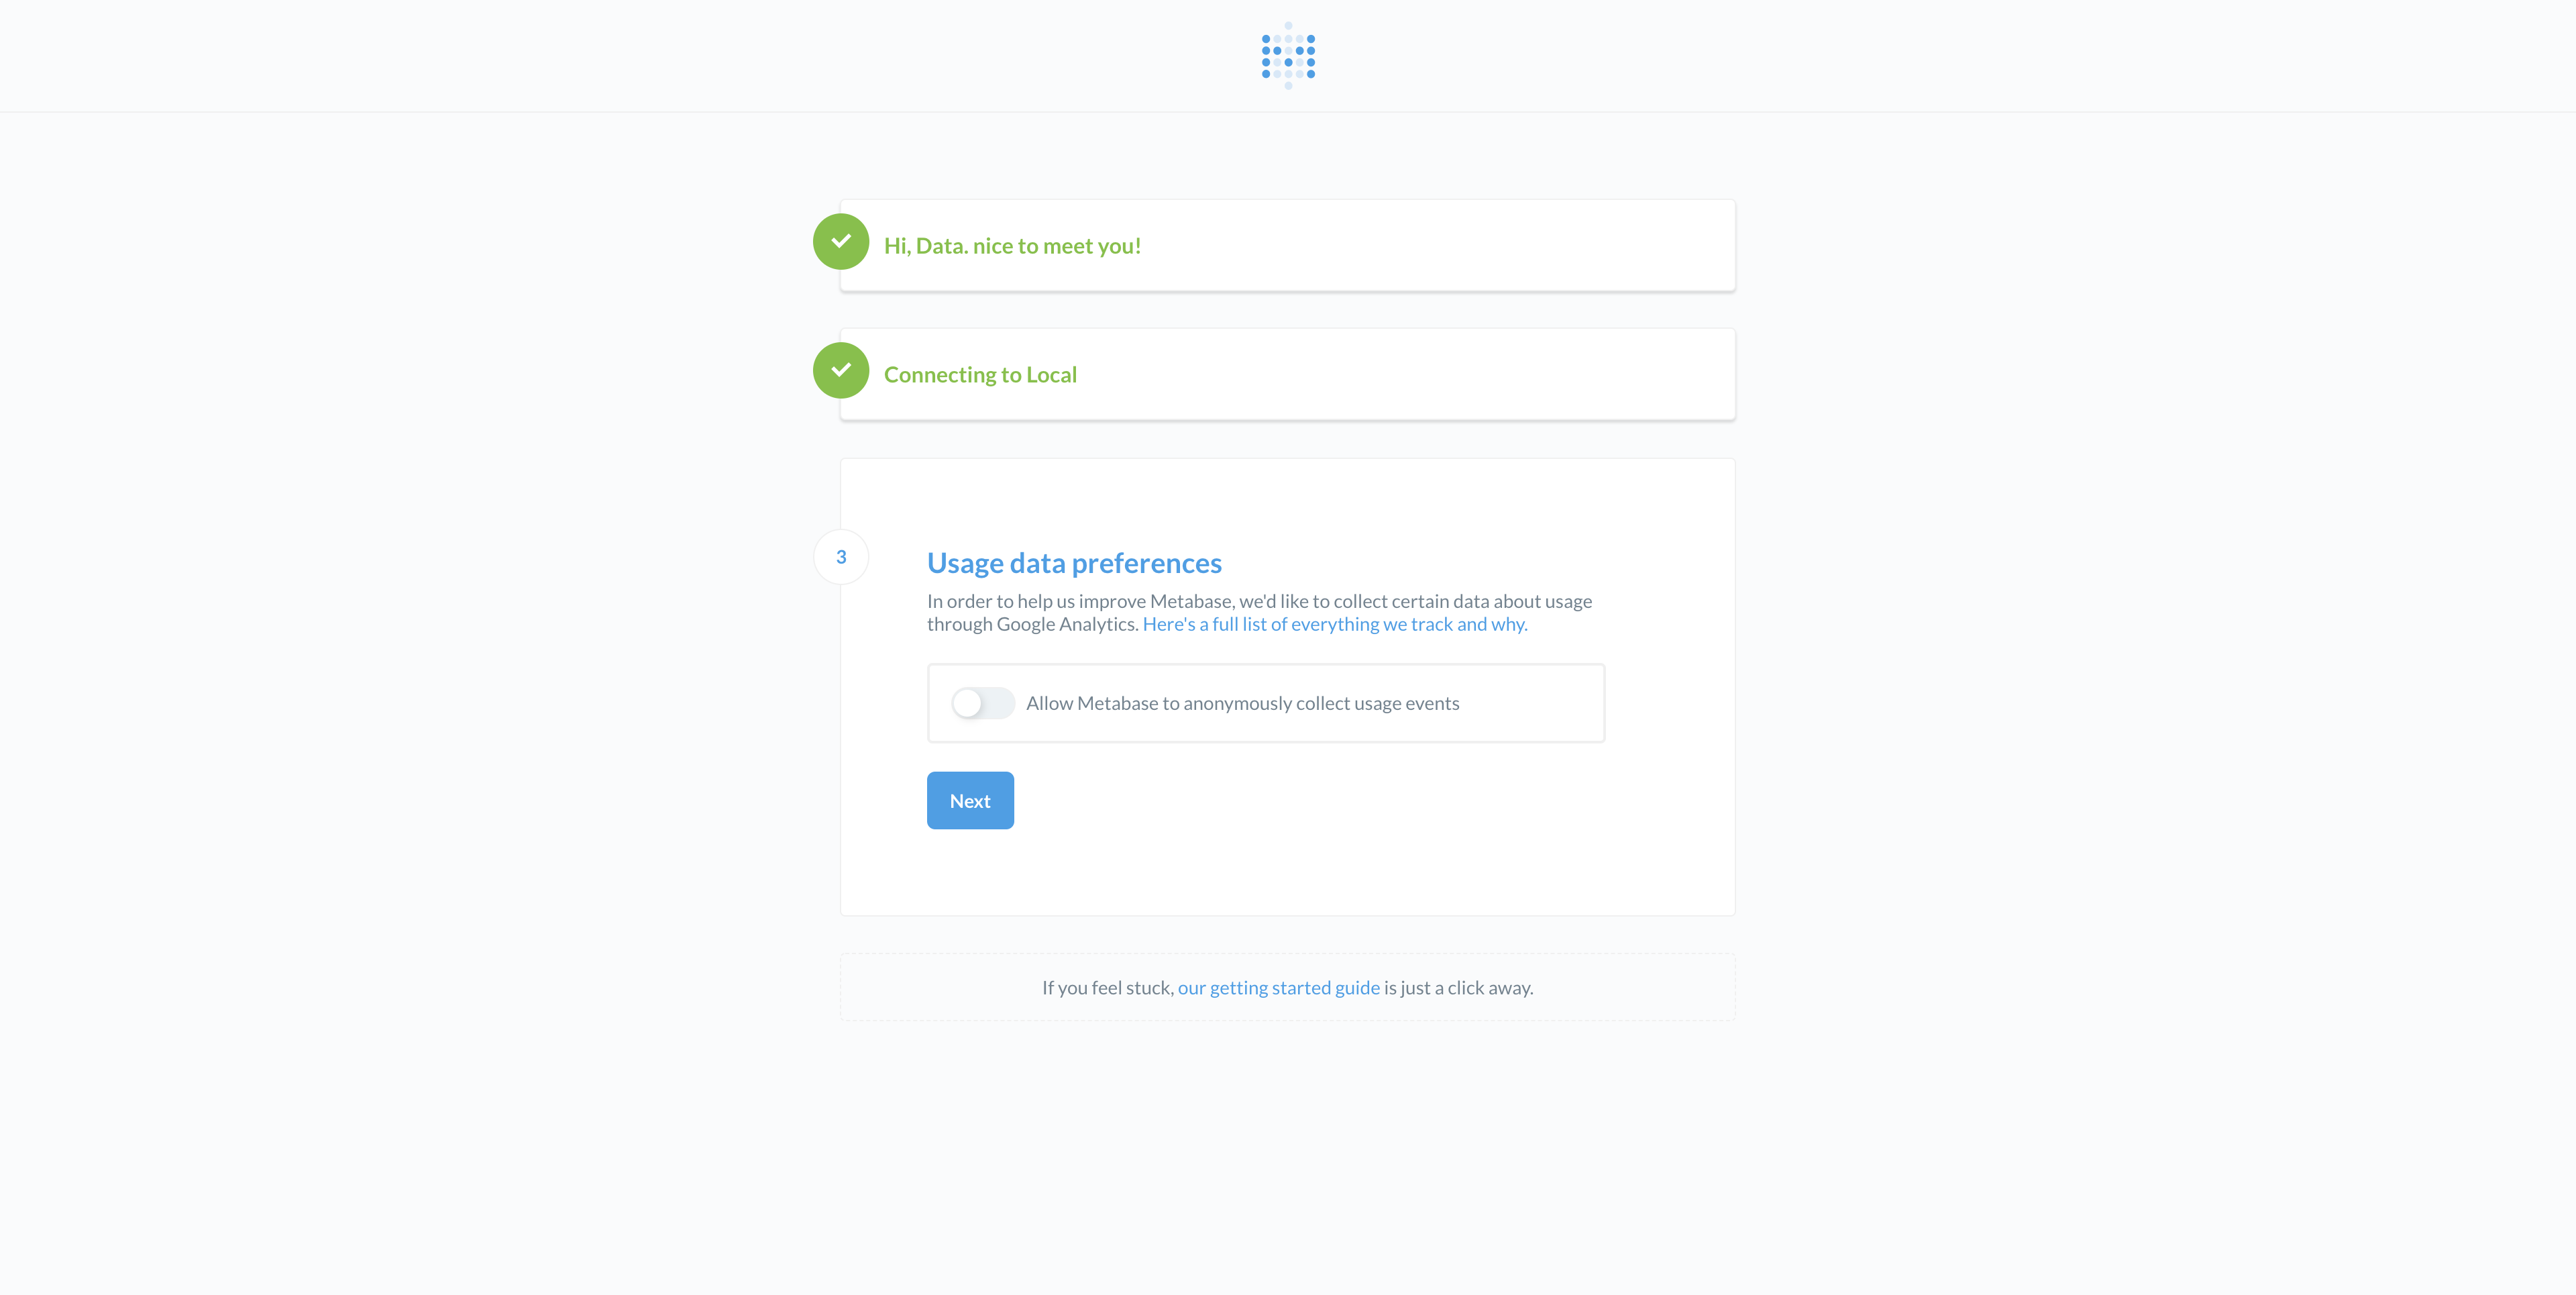 Hi, Data. nice to meet you!
Connecting to Local
3
Usage data preferences
In order to help us improve Metabase, we'd like to collect certain data about usage
through Google Analytics. Here's a full list of everything we track and why.
Allow Metabase to anonymously collect usage events
Next
If you feel stuck, our getting started guide is just a click away.